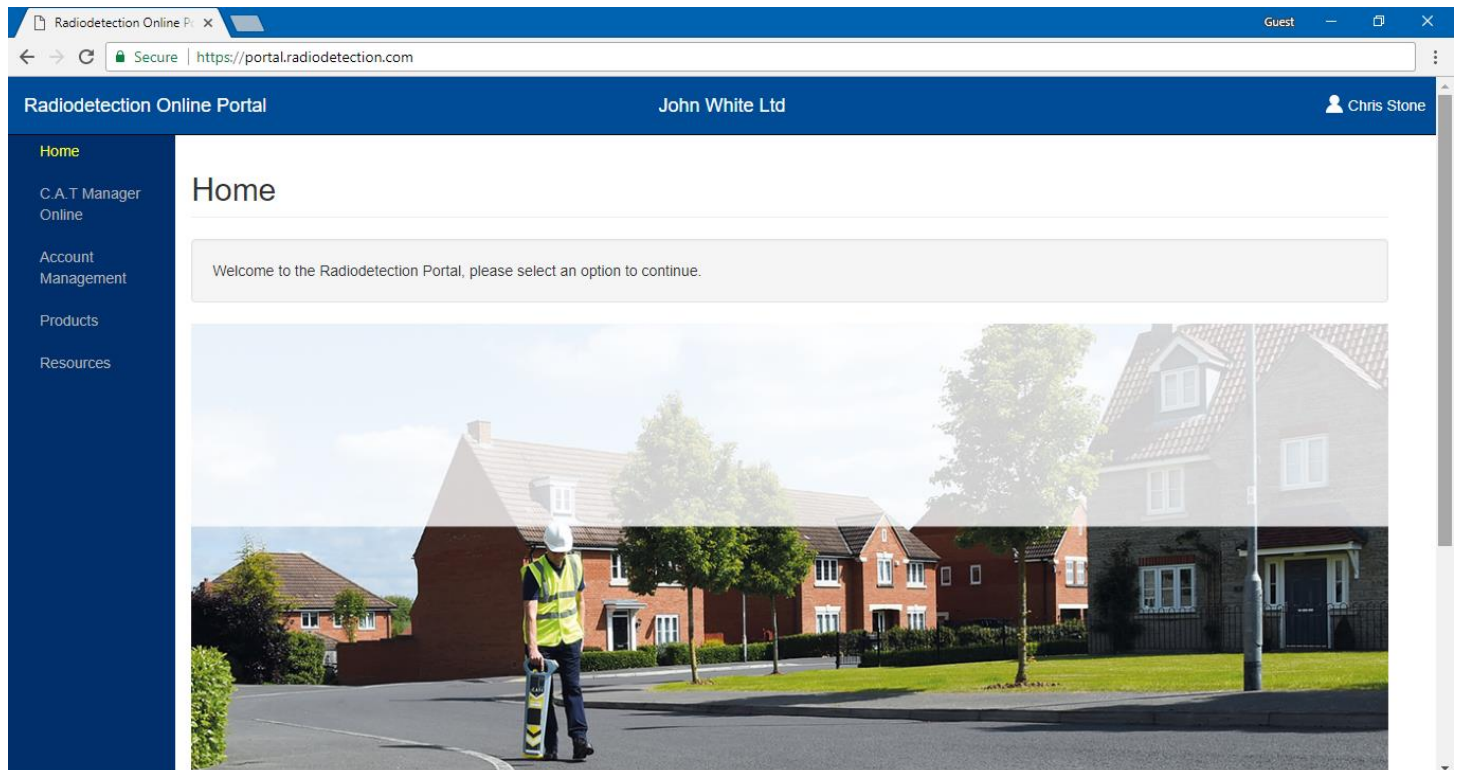 Radiodetection Online Po
Guest
Secure | https://portal.radiodetection.com
Radiodetection Online Portal
John White Ltd
Chris Stone
Home
C.A.T Manager
Online
Account
Management
Products
Resources
Home
Welcome to the Radiodetection Portal, please select an option to continue.